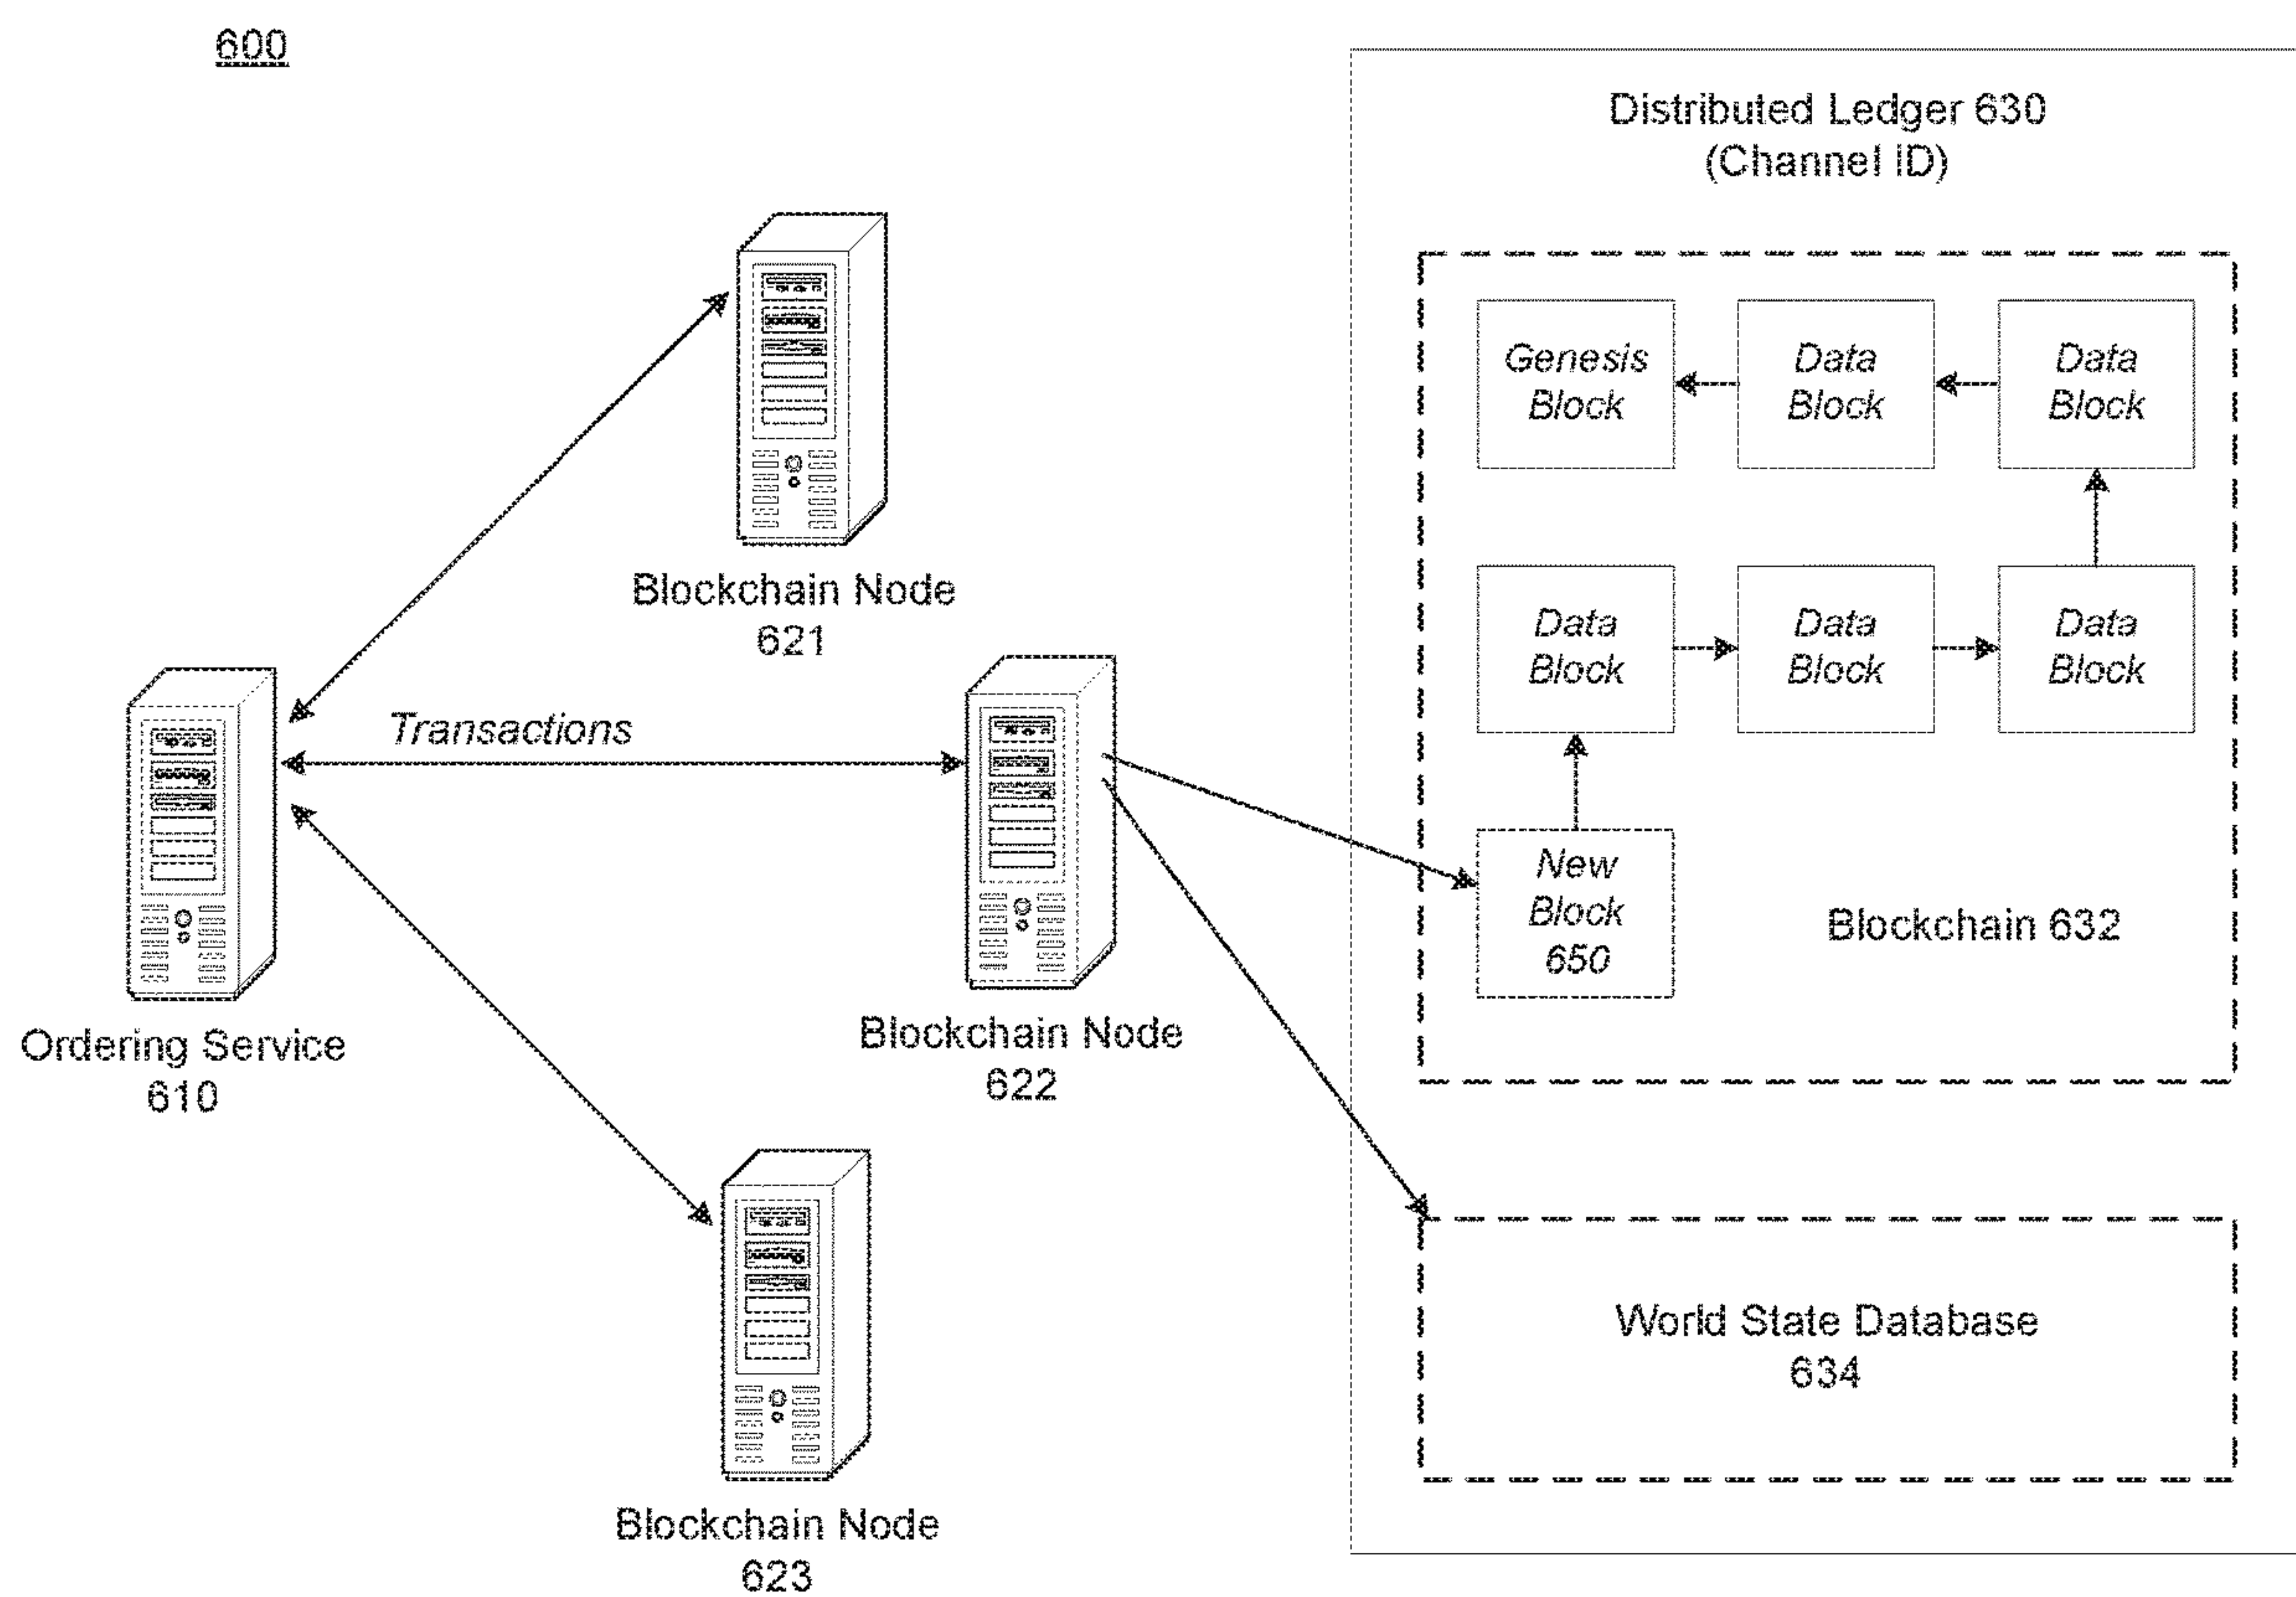 600
Distributed Ledger 630
(Channel ID)
Genesis
Block
Data
Block
Data
Block
Blockchain Node
621
Data
Block
Data
Block
Data
Block
Transactions
New
Block
650
Blockchain 632
Ordering Service
610
Blockchain Node
622
World State Database
634
Blockchain Node
623